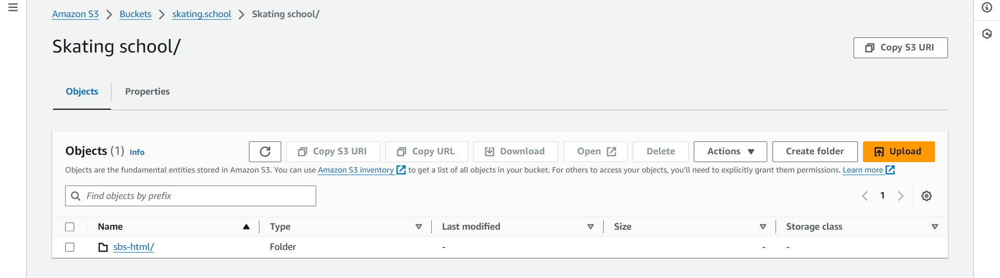 Amazon S3 > Buckets > skating.school > Skating school/
Skating school/
Copy S3 URI
Objects
Properties
Objects (1) Info
Copy S3 URI
Copy URL
Download
Open
Delete
Actions
Create folder
Upload
Objects are the fundamental entities stored in Amazon S3. You can use Amazon S3 inventory to get a list of all objects in your bucket. For others to access your objects, you’ll need to explicitly grant them permissions. Learn more
Find objects by prefix
1
Name Type Last modified Size Storage class
sbs-html/ Folder - - -